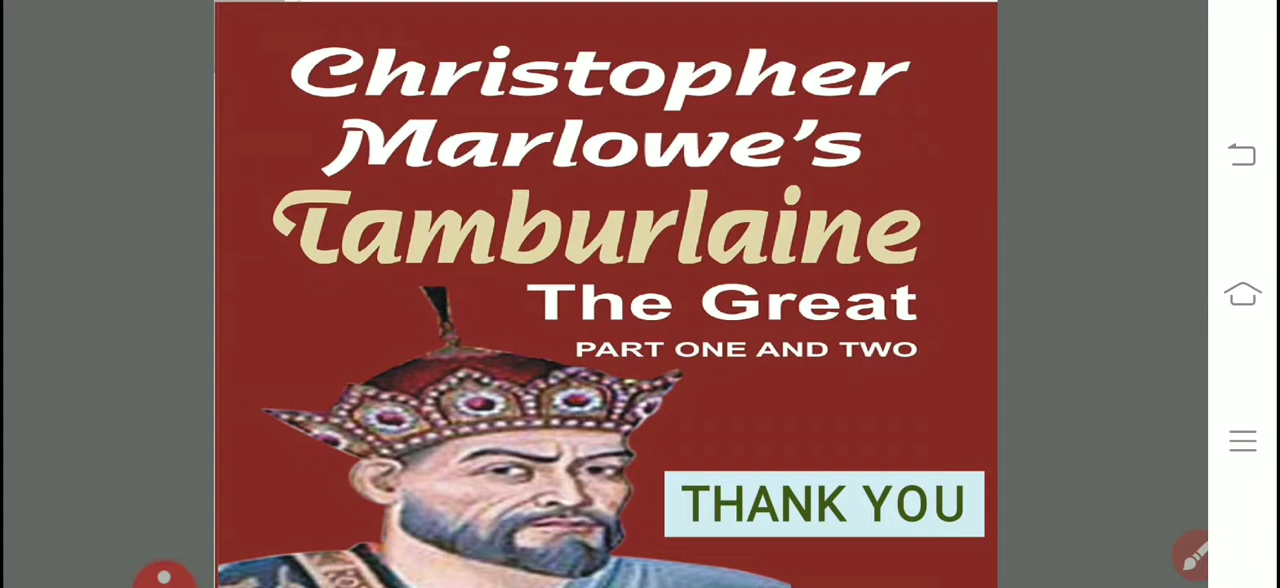 Christopher
Marlowe's
Tamburlaine
The Great
PART ONE AND TWO
THANK YOU